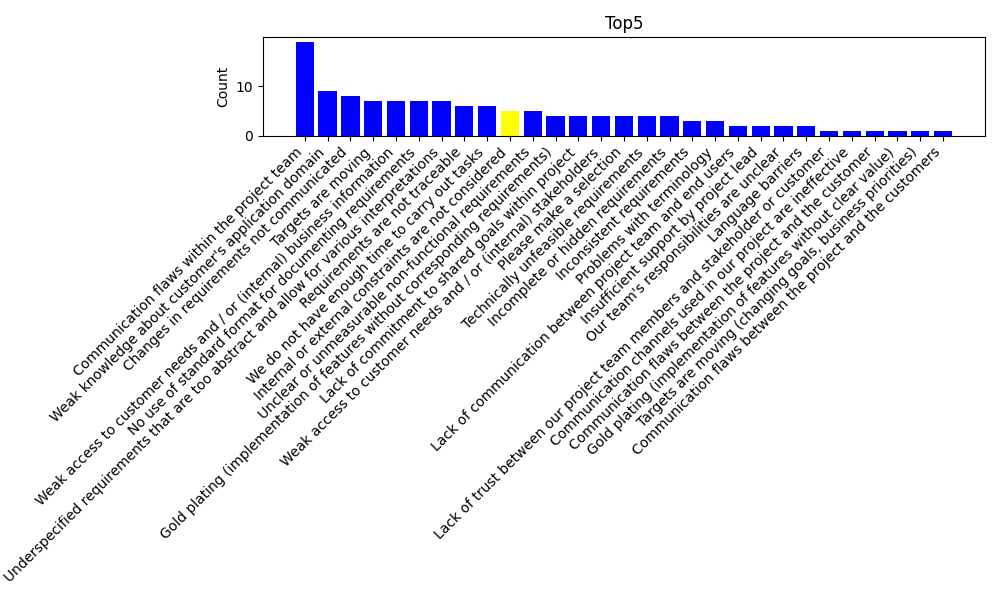 Top5
Count
10
0
Communication flaws within the project team
Weak knowledge about customer's application domain
Changes in requirements not communicated
Targets are moving
Weak access to customer needs and / or (internal) business information
No use of standard format for documenting requirements
Underspecified requirements that are too abstract and allow for various interpretations
Requirements are not traceable
We do not have enough time to carry out tasks
Internal or external constraints are not considered
Unclear or unmeasurable non-functional requirements
Gold plating (implementation of features without corresponding requirements)
Lack of commitment to shared goals within project
Weak access to customer needs and / or (internal) stakeholders
Please make a selection
Technically unfeasible requirements
Incomplete or hidden requirements
Inconsistent requirements
Problems with terminology
Lack of communication between project team and end users
Insufficient support by project lead
Our team's responsibilities are unclear
Language barriers
Lack of trust between our project team members and stakeholder or customer
Communication channels used in our project are ineffective
Communication flaws between the project and the customer
Gold plating (implementation of features without clear value)
Targets are moving (changing goals, business priorities)
Communication flaws between the project and the customers